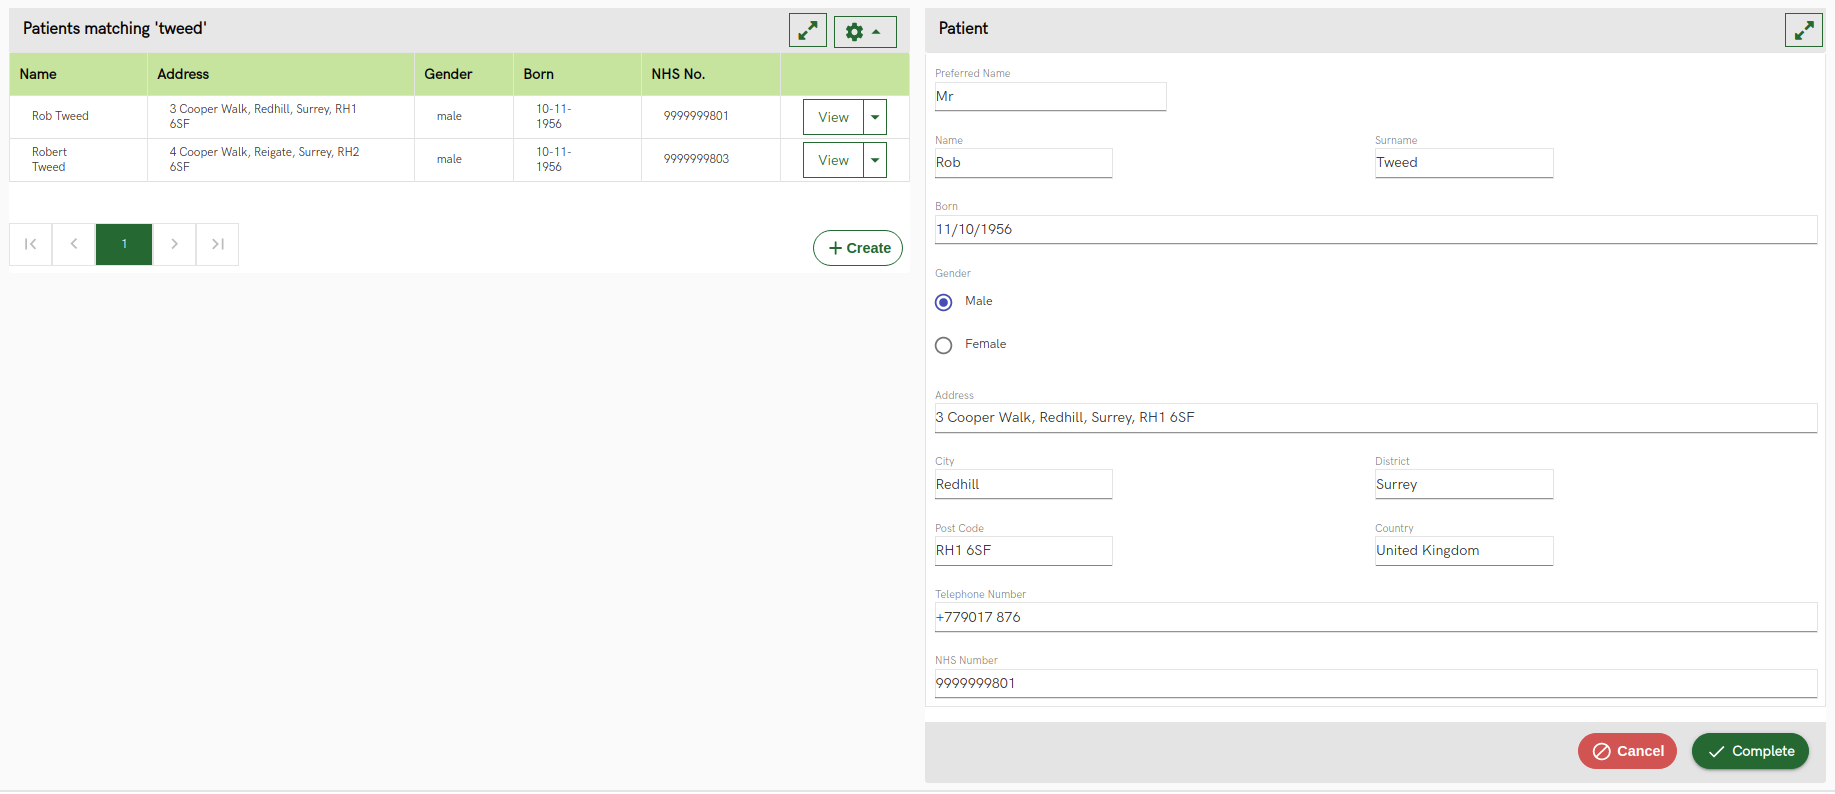 Patients matching 'tweed'
Name Address Gender Born NHS No.
Rob Tweed 3 Cooper Walk, Redhill, Surrey, RH1 6SF male 10-11-1956 9999999801 View
Robert Tweed 4 Cooper Walk, Reigate, Surrey, RH2 6SF male 10-11-1956 9999999803 View
1
Create
Patient
Preferred Name
Mr
Name Surname
Rob Tweed
Born
11/10/1956
Gender
Male
Female
Address
3 Cooper Walk, Redhill, Surrey, RH1 6SF
City District
Redhill Surrey
Post Code Country
RH1 6SF United Kingdom
Telephone Number
+779017 876
NHS Number
9999999801
Cancel Complete